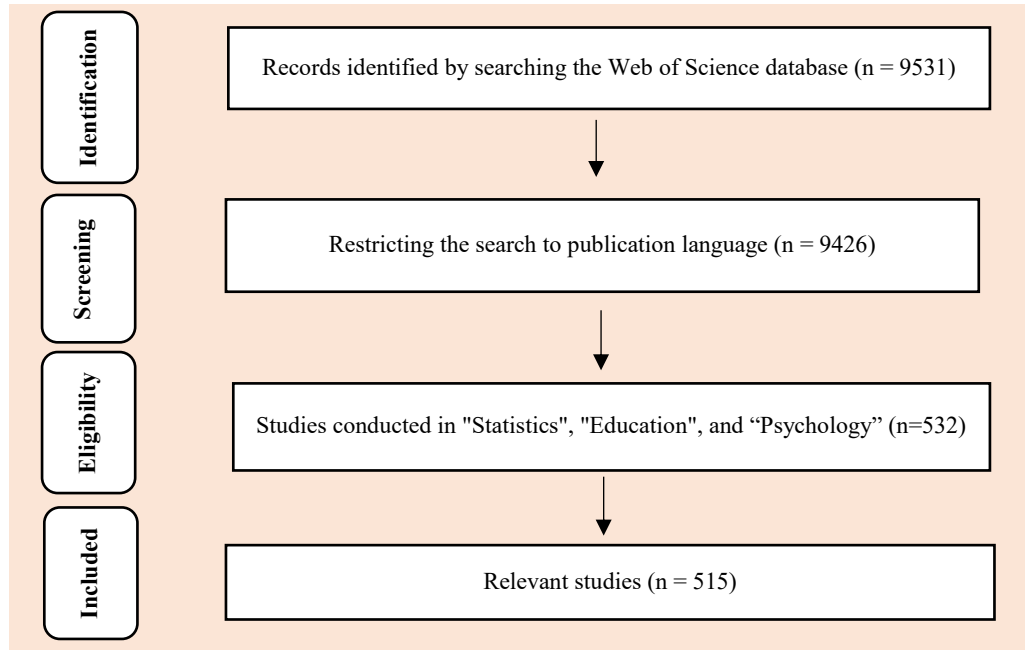 Identification
Records identified by searching the Web of Science database (n = 9531)
Screening
Restricting the search to publication language (n = 9426)
Eligibility
Studies conducted in "Statistics", "Education", and “Psychology” (n=532)
Included
Relevant studies (n = 515)